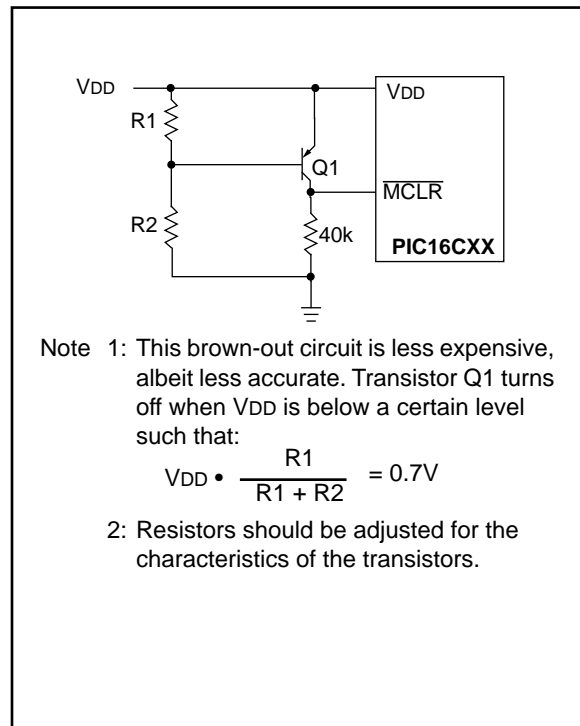 VDD
VDD
R1
Q1
MCLR
R2
40k
PIC16CXX
Note 1: This brown-out circuit is less expensive,
albeit less accurate. Transistor Q1 turns
off when VDD is below a certain level
such that:
VDD • R1 / R1 + R2 = 0.7V
2: Resistors should be adjusted for the
characteristics of the transistors.